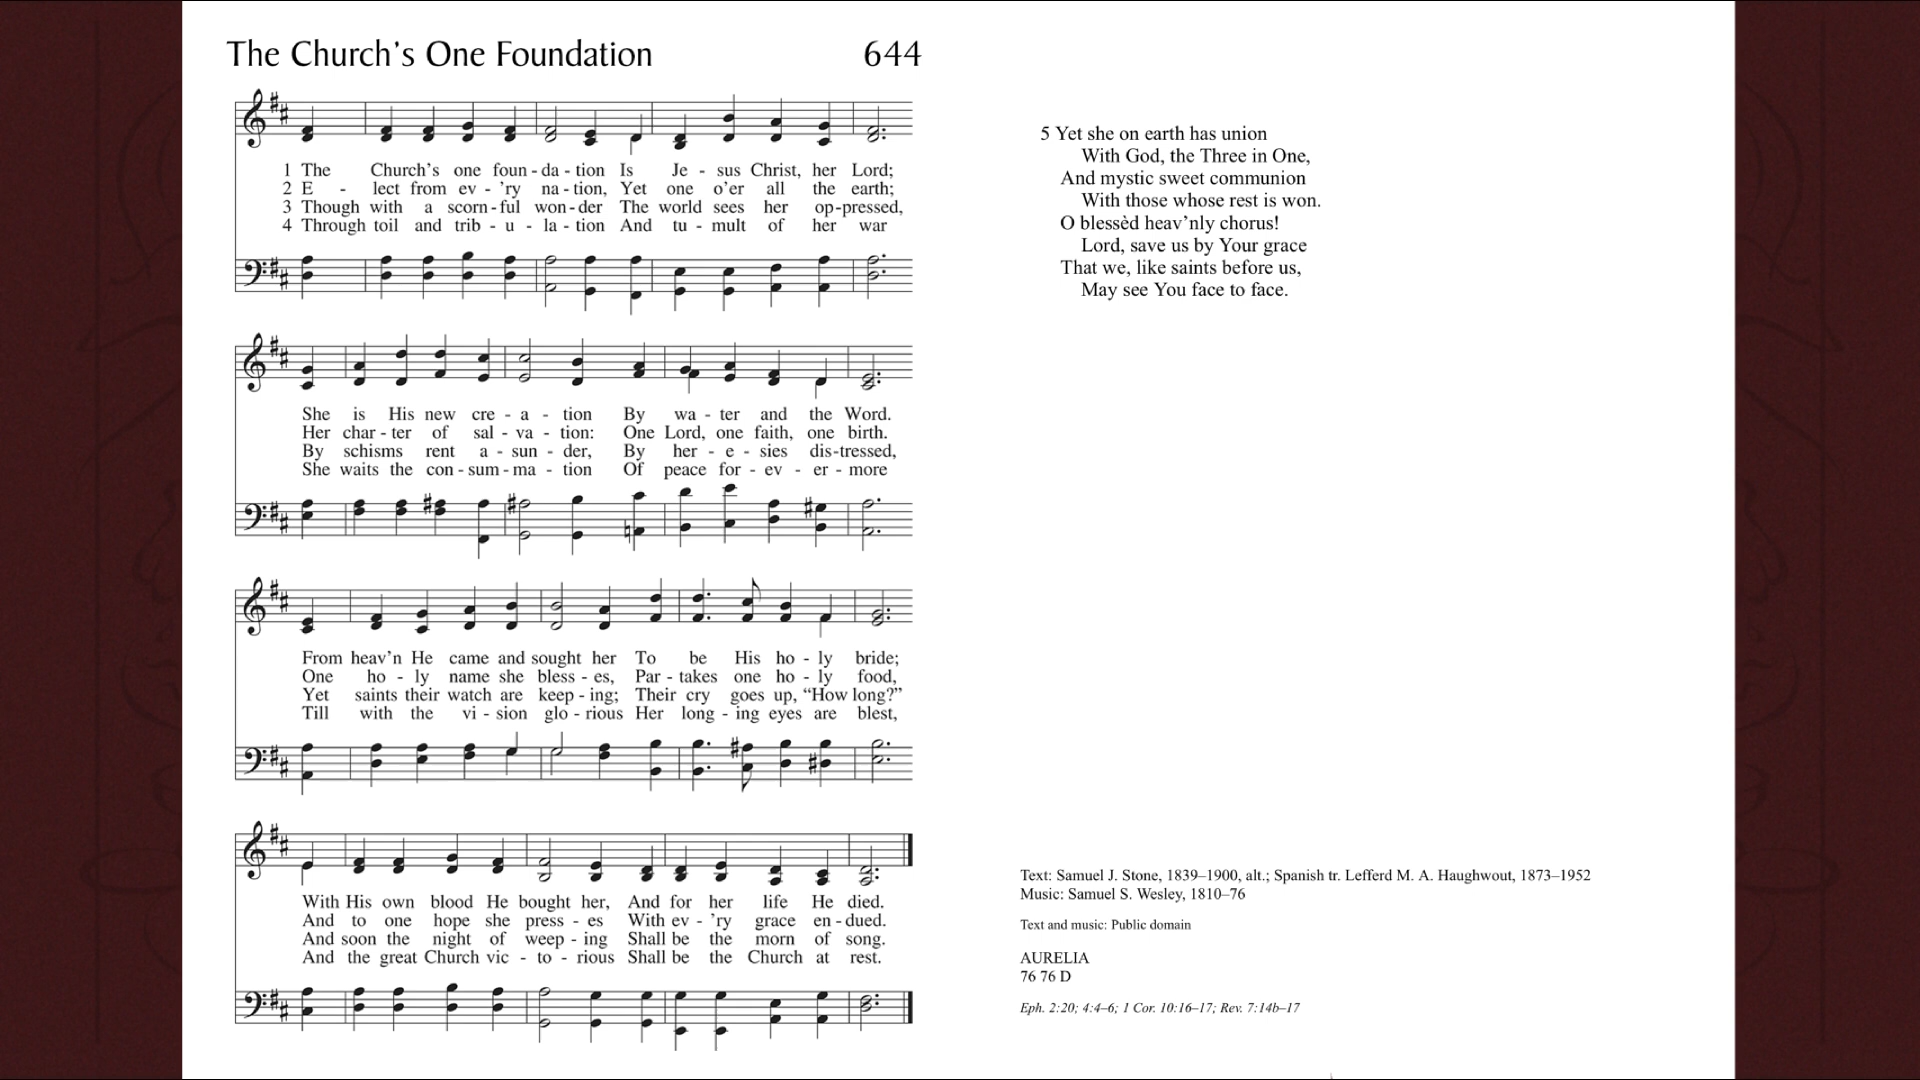 The Church's One Foundation 644
1 The Church's one foun - da - tion Is Je - sus Christ, her Lord;
2 E - lect from ev - 'ry na - tion, Yet one o'er all the earth;
3 Though with a scorn - ful won - der The world sees her op - pressed,
4 Through toil and trib - u - la - tion And tu - mult of her war
She is His new cre - a - tion By wa - ter and the Word.
Her char - ter of sal - va - tion: One Lord, one faith, one birth.
By schisms rent a - sun - der, By her - e - sies dis - tressed,
She waits the con - sum - ma - tion Of peace for - ev - er - more
From heav'n He came and sought her To be His ho - ly bride;
One ho - ly name she bless - es, Par - takes one ho - ly food,
Yet saints their watch are keep - ing; Their cry goes up, “How long?”
Till with the vi - sion glo - rious Her long - ing eyes are blest,
With His own blood He bought her, And for her life He died.
And to one hope she press - es With ev - 'ry grace en - dued.
And soon the night of weep - ing Shall be the morn of song.
And the great Church vic - to - rious Shall be the Church at rest.
5 Yet she on earth has union
With God, the Three in One,
And mystic sweet communion
With those whose rest is won.
O blessèd heav'nly chorus!
Lord, save us by Your grace
That we, like saints before us,
May see You face to face.
Text: Samuel J. Stone, 1839–1900, alt.; Spanish tr. Lefferd M. A. Haughwout, 1873–1952
Music: Samuel S. Wesley, 1810–76
Text and music: Public domain
AURELIA
76 76 D
Eph. 2:20; 4:4–6; 1 Cor. 10:16–17; Rev. 7:14b–17